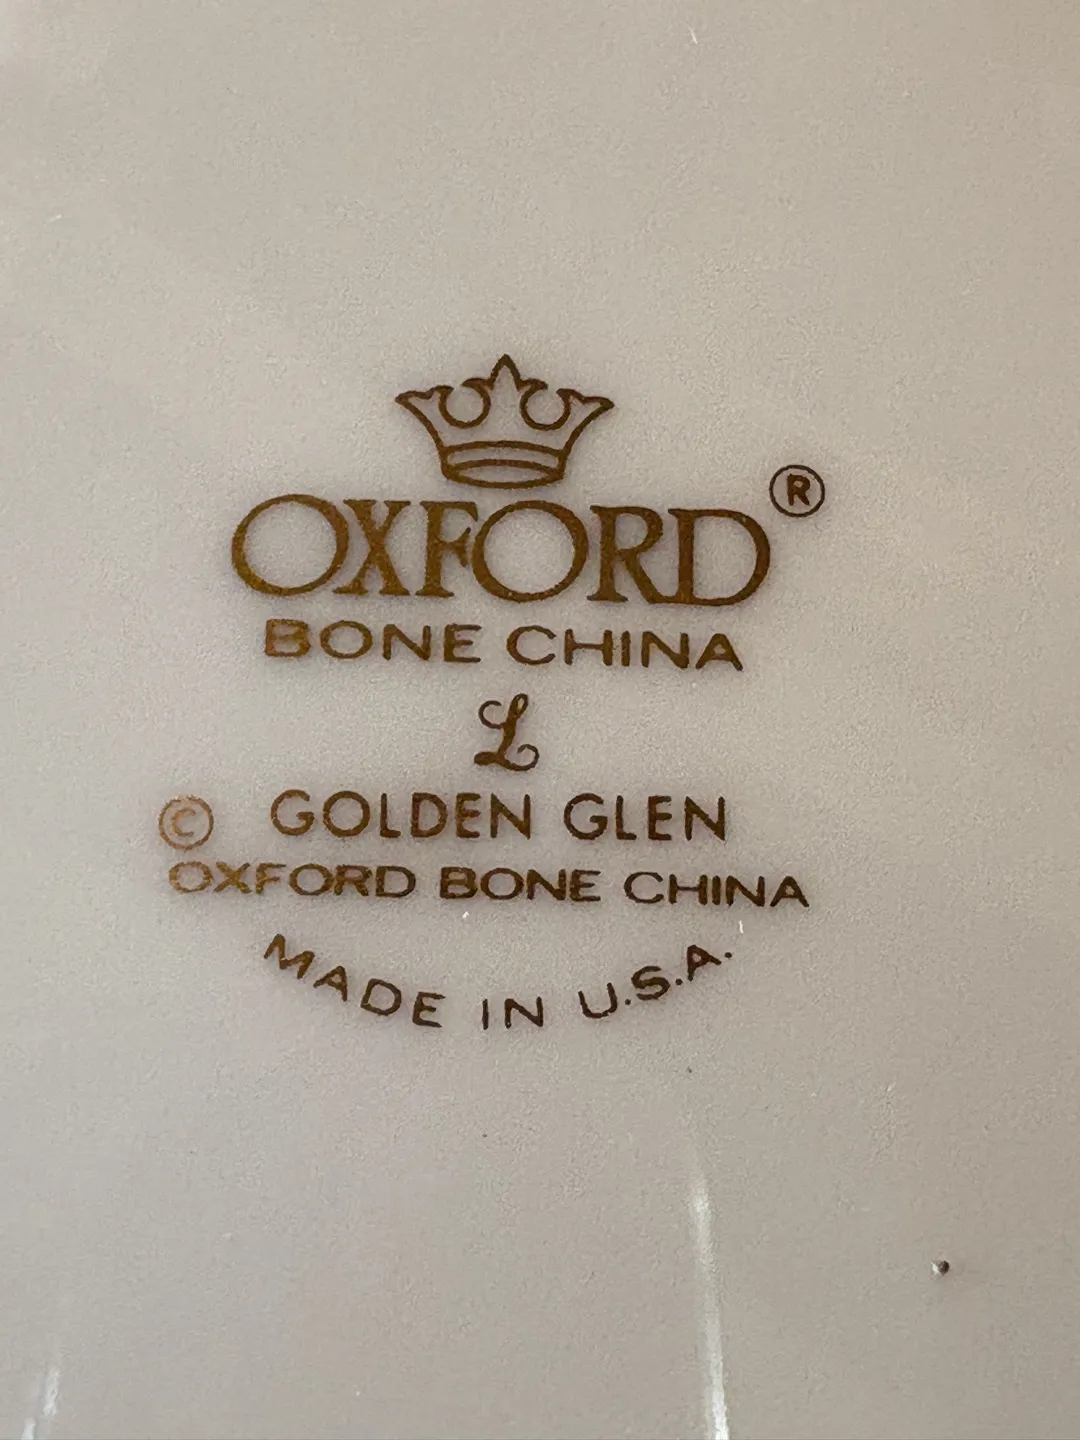 OXFORD®
BONE CHINA
L
© GOLDEN GLEN
OXFORD BONE CHINA
MADE IN U.S.A.